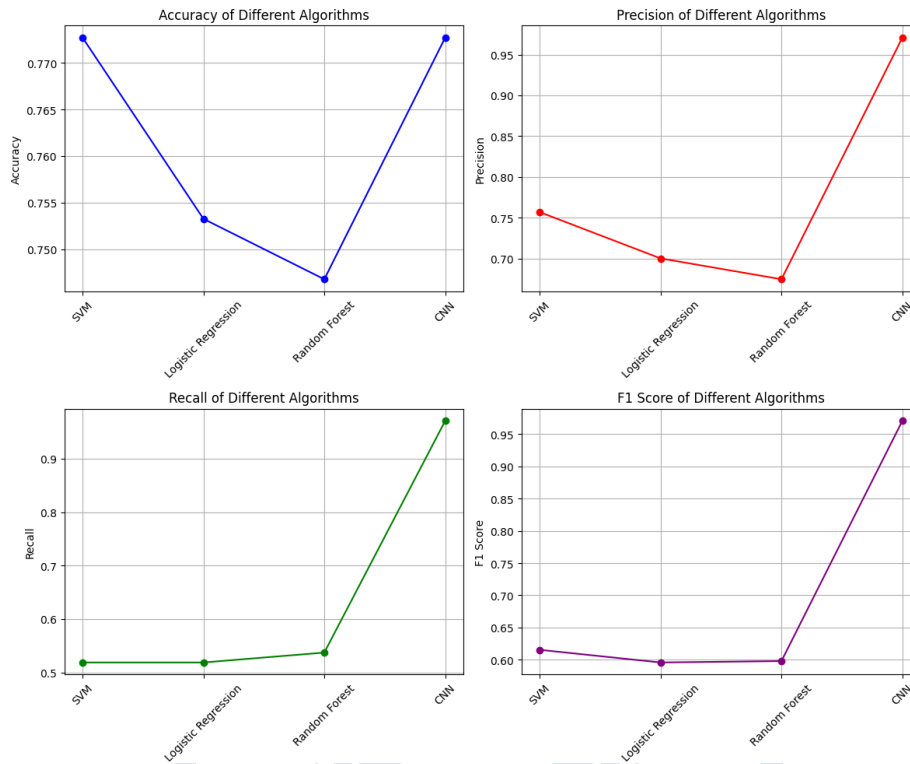 Accuracy of Different Algorithms
0.770
0.765
0.760
0.755
0.750
Accuracy
SVM
Logistic Regression
Random Forest
CNN
Precision of Different Algorithms
0.95
0.90
0.85
0.80
0.75
0.70
Precision
SVM
Logistic Regression
Random Forest
CNN
Recall of Different Algorithms
0.9
0.8
0.7
0.6
0.5
Recall
SVM
Logistic Regression
Random Forest
CNN
F1 Score of Different Algorithms
0.95
0.90
0.85
0.80
0.75
0.70
0.65
0.60
F1 Score
SVM
Logistic Regression
Random Forest
CNN